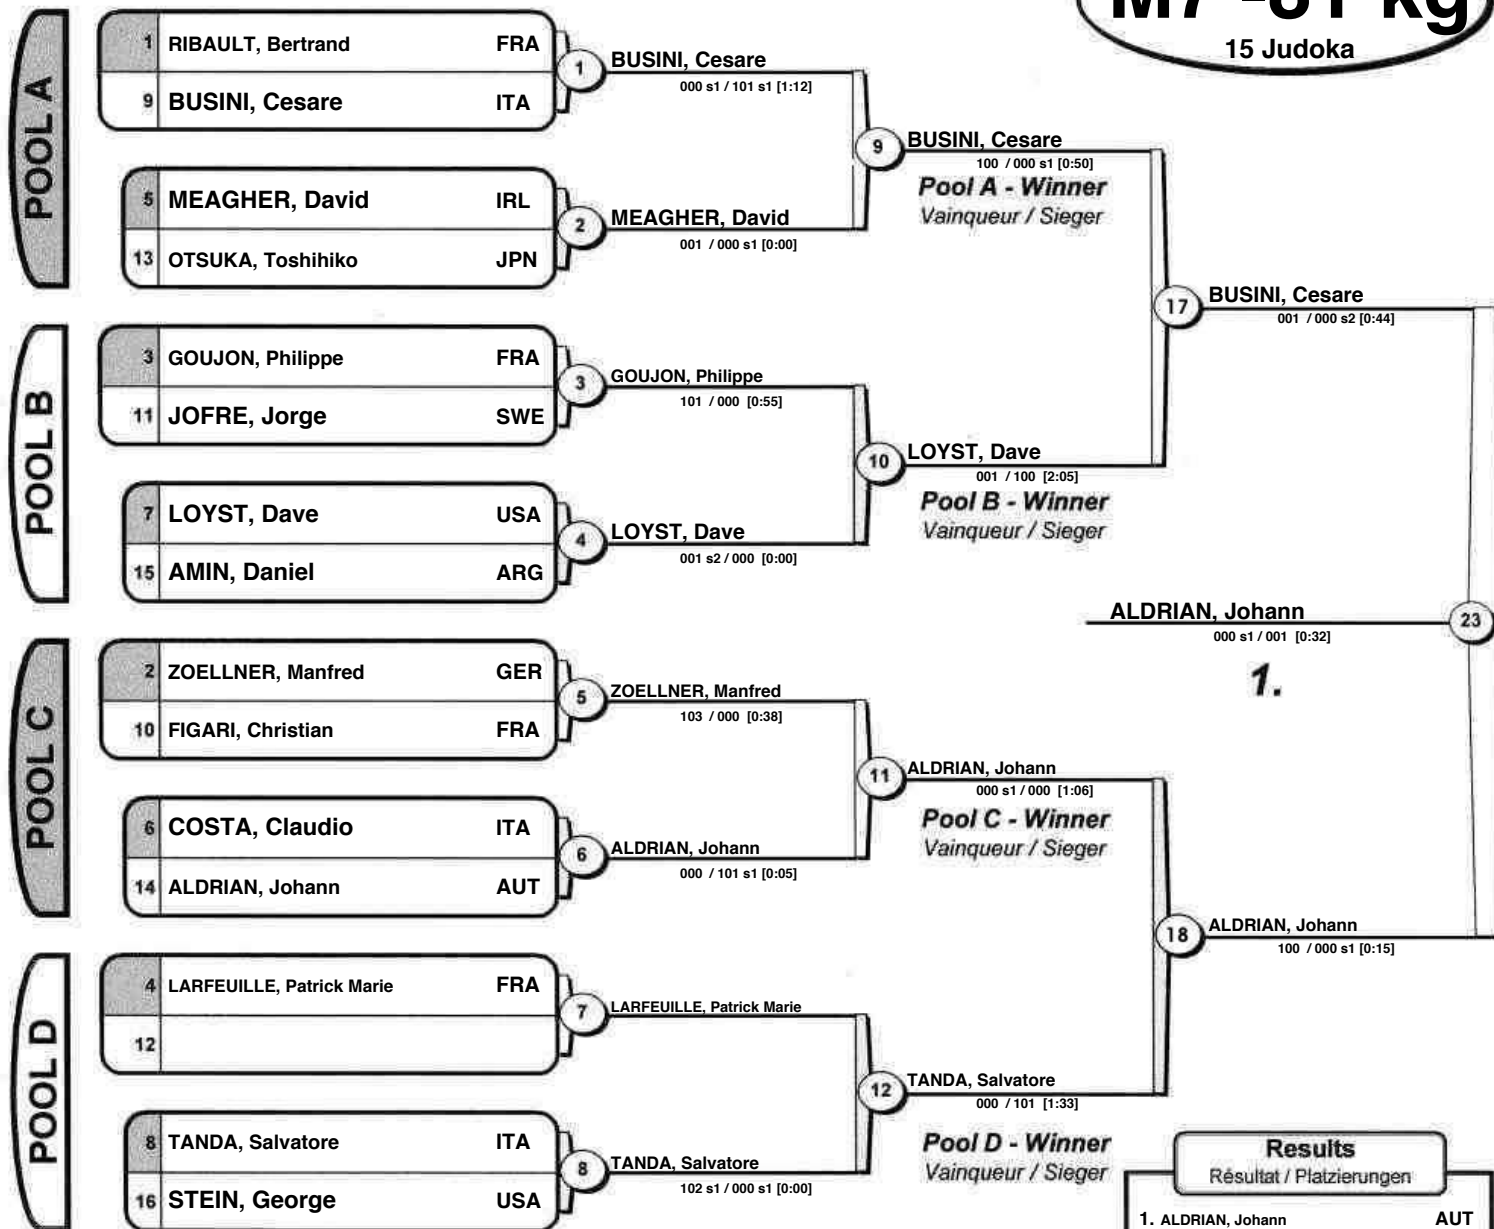 M7 -81 kg
15 Judoka
POOL A
1 RIBAULT, Bertrand FRA
9 BUSINI, Cesare ITA
1
BUSINI, Cesare
000 s1 / 101 s1 [1:12]
5 MEAGHER, David IRL
13 OTSUKA, Toshihiko JPN
2
MEAGHER, David
001 / 000 s1 [0:00]
9
BUSINI, Cesare
100 / 000 s1 [0:50]
Pool A - Winner
Vainqueur / Sieger
POOL B
3 GOUJON, Philippe FRA
11 JOFRE, Jorge SWE
3
GOUJON, Philippe
101 / 000 [0:55]
7 LOYST, Dave USA
15 AMIN, Daniel ARG
4
LOYST, Dave
001 s2 / 000 [0:00]
10
LOYST, Dave
001 / 100 [2:05]
Pool B - Winner
Vainqueur / Sieger
17
BUSINI, Cesare
001 / 000 s2 [0:44]
ALDRIAN, Johann
23
000 s1 / 001 [0:32]
1.
POOL C
2 ZOELLNER, Manfred GER
10 FIGARI, Christian FRA
5
ZOELLNER, Manfred
103 / 000 [0:38]
6 COSTA, Claudio ITA
14 ALDRIAN, Johann AUT
6
ALDRIAN, Johann
000 / 101 s1 [0:05]
11
ALDRIAN, Johann
000 s1 / 000 [1:06]
Pool C - Winner
Vainqueur / Sieger
18
ALDRIAN, Johann
100 / 000 s1 [0:15]
POOL D
4 LARFEUILLE, Patrick Marie FRA
12
7
LARFEUILLE, Patrick Marie
8 TANDA, Salvatore ITA
16 STEIN, George USA
8
TANDA, Salvatore
102 s1 / 000 s1 [0:00]
12
TANDA, Salvatore
000 / 101 [1:33]
Pool D - Winner
Vainqueur / Sieger
Results
Résultat / Platzierungen
1. ALDRIAN, Johann AUT